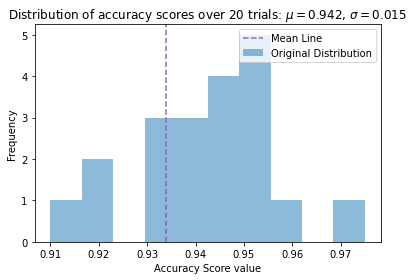 Distribution of accuracy scores over 20 trials: μ = 0.942, σ = 0.015
Mean Line
Original Distribution
Frequency
5
4
3
2
1
0
0.91 0.92 0.93 0.94 0.95 0.96 0.97
Accuracy Score value